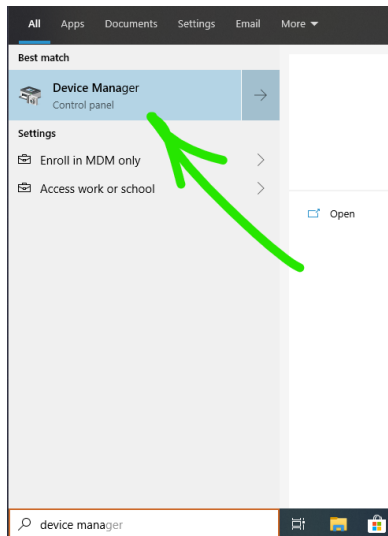 All Apps Documents Settings Email More
Best match
Device Manager
Control panel
Settings
Enroll in MDM only
Access work or school
Open
device manager